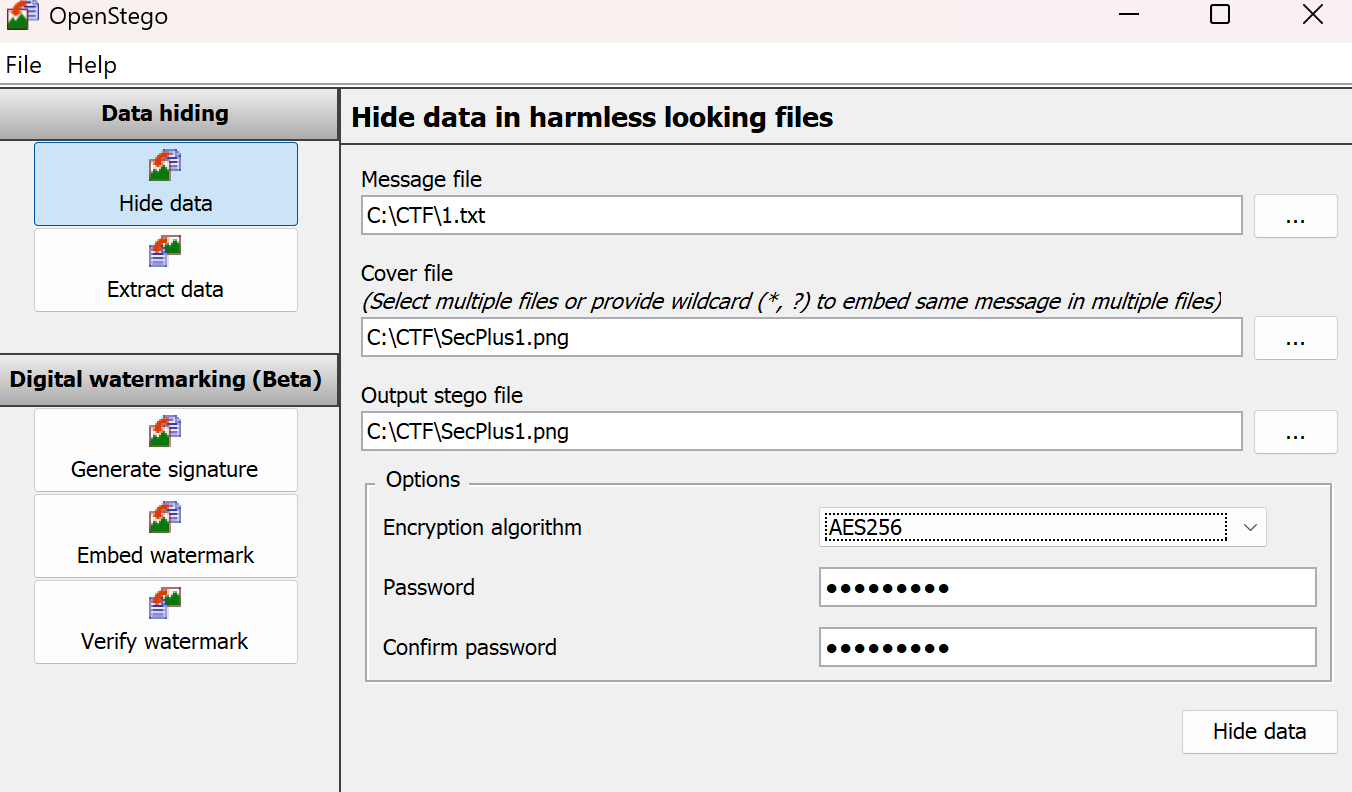 OpenStego
File Help
Data hiding
Hide data
Extract data
Digital watermarking (Beta)
Generate signature
Embed watermark
Verify watermark
Hide data in harmless looking files
Message file
C:\CTF\1.txt
...
Cover file
(Select multiple files or provide wildcard (*, ?) to embed same message in multiple files)
C:\CTF\SecPlus1.png
...
Output stego file
C:\CTF\SecPlus1.png
...
Options
Encryption algorithm
AES256
Password
●●●●●●●●●
Confirm password
●●●●●●●●●
Hide data